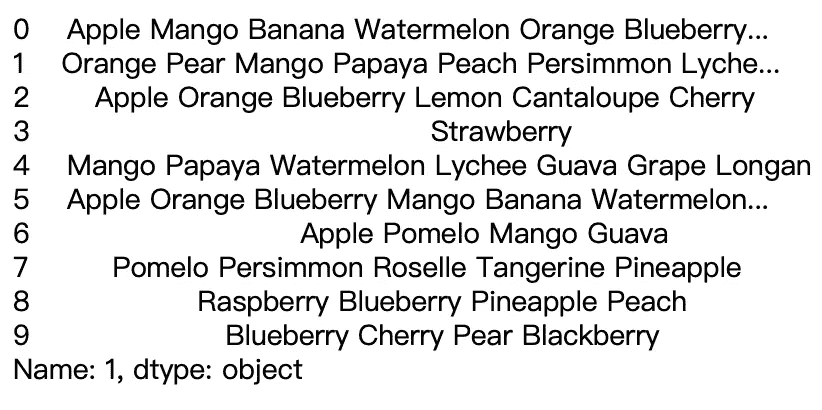 0 Apple Mango Banana Watermelon Orange Blueberry...
1 Orange Pear Mango Papaya Peach Persimmon Lyche...
2 Apple Orange Blueberry Lemon Cantaloupe Cherry
3 Strawberry
4 Mango Papaya Watermelon Lychee Guava Grape Longan
5 Apple Orange Blueberry Mango Banana Watermelon...
6 Apple Pomelo Mango Guava
7 Pomelo Persimmon Roselle Tangerine Pineapple
8 Raspberry Blueberry Pineapple Peach
9 Blueberry Cherry Pear Blackberry
Name: 1, dtype: object